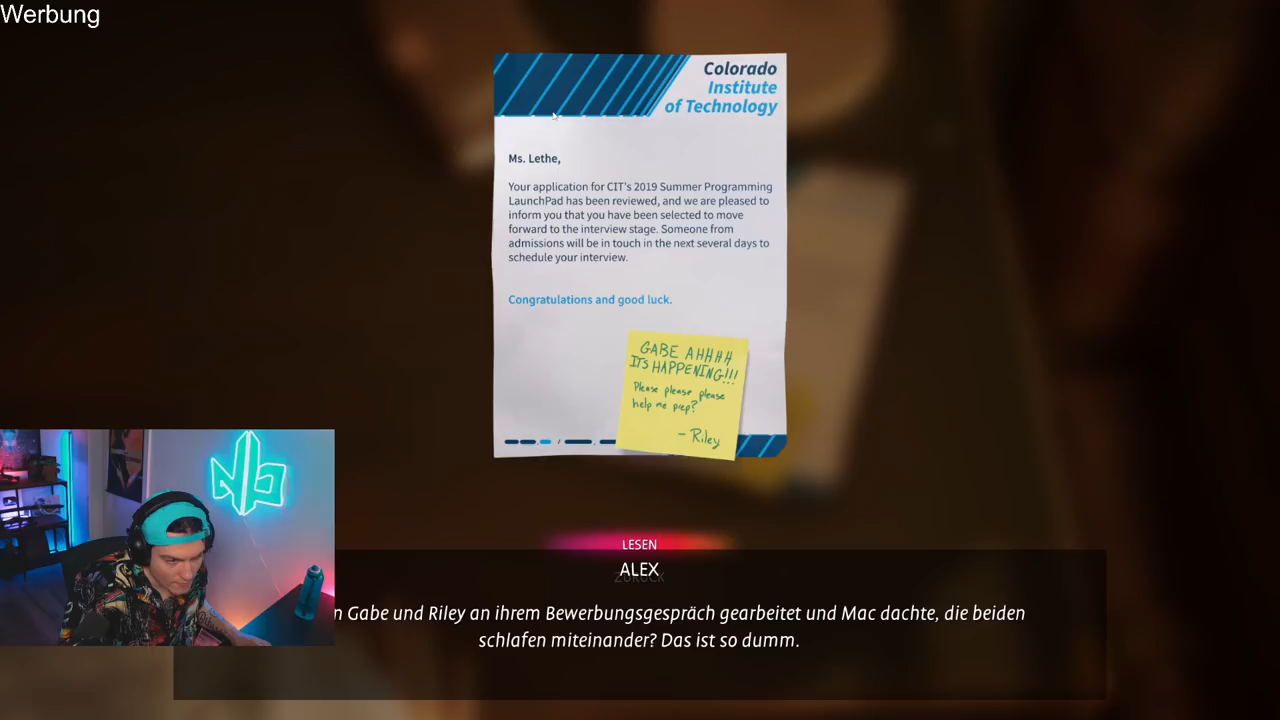 Werbung
Colorado
Institute
of Technology
Ms. Lethe,
Your application for CIT's 2019 Summer Programming
LaunchPad has been reviewed, and we are pleased to
inform you that you have been selected to move
forward to the interview stage. Someone from
admissions will be in touch in the next several days to
schedule your interview.
Congratulations and good luck.
GABE AHHHH
ITS HAPPENING!!!
Please please please
help me prep?
- Riley
LESEN
ALEX
ZURÜCK
n Gabe und Riley an ihrem Bewerbungsgespräch gearbeitet und Mac dachte, die beiden
schlafen miteinander? Das ist so dumm.